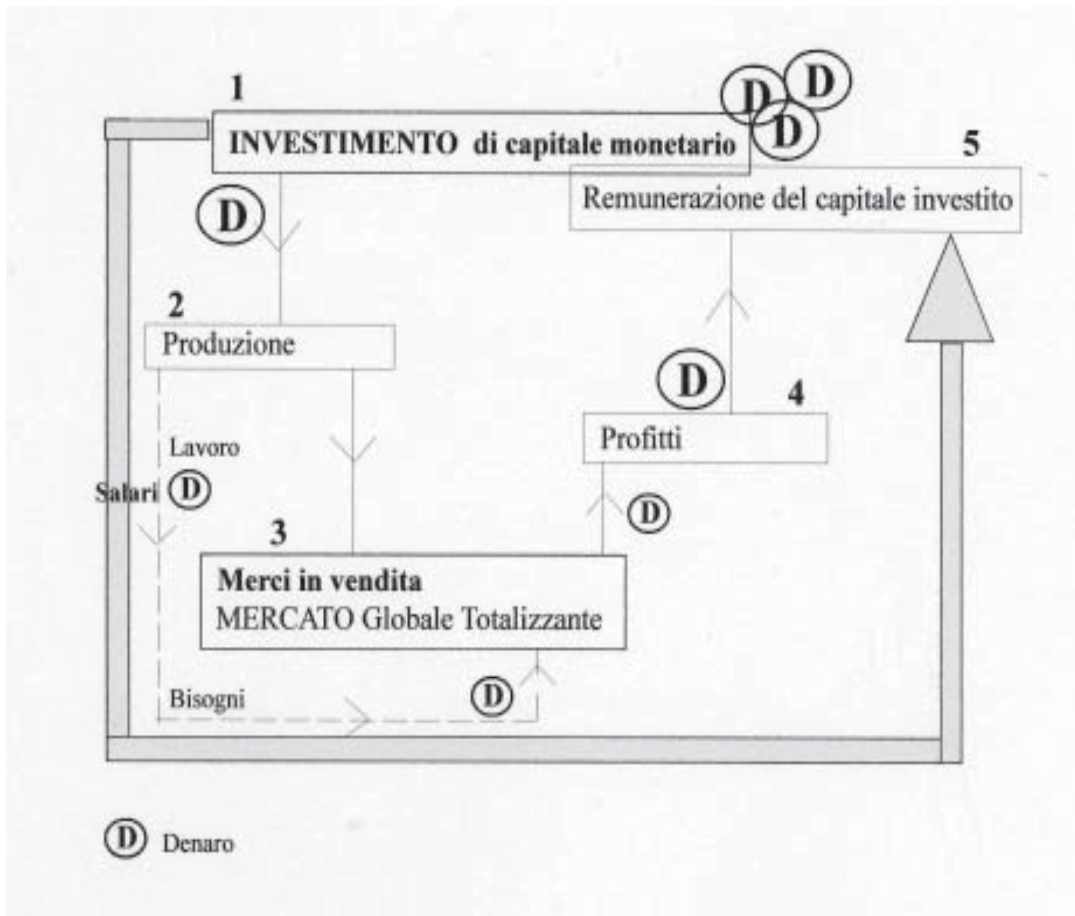 1
D
D
D
INVESTIMENTO di capitale monetario
5
Remunerazione del capitale investito
D
2
Produzione
D
4
Profitti
Lavoro
Salari D
D
3
Merci in vendita
MERCATO Globale Totalizzante
Bisogni
D
D Denaro